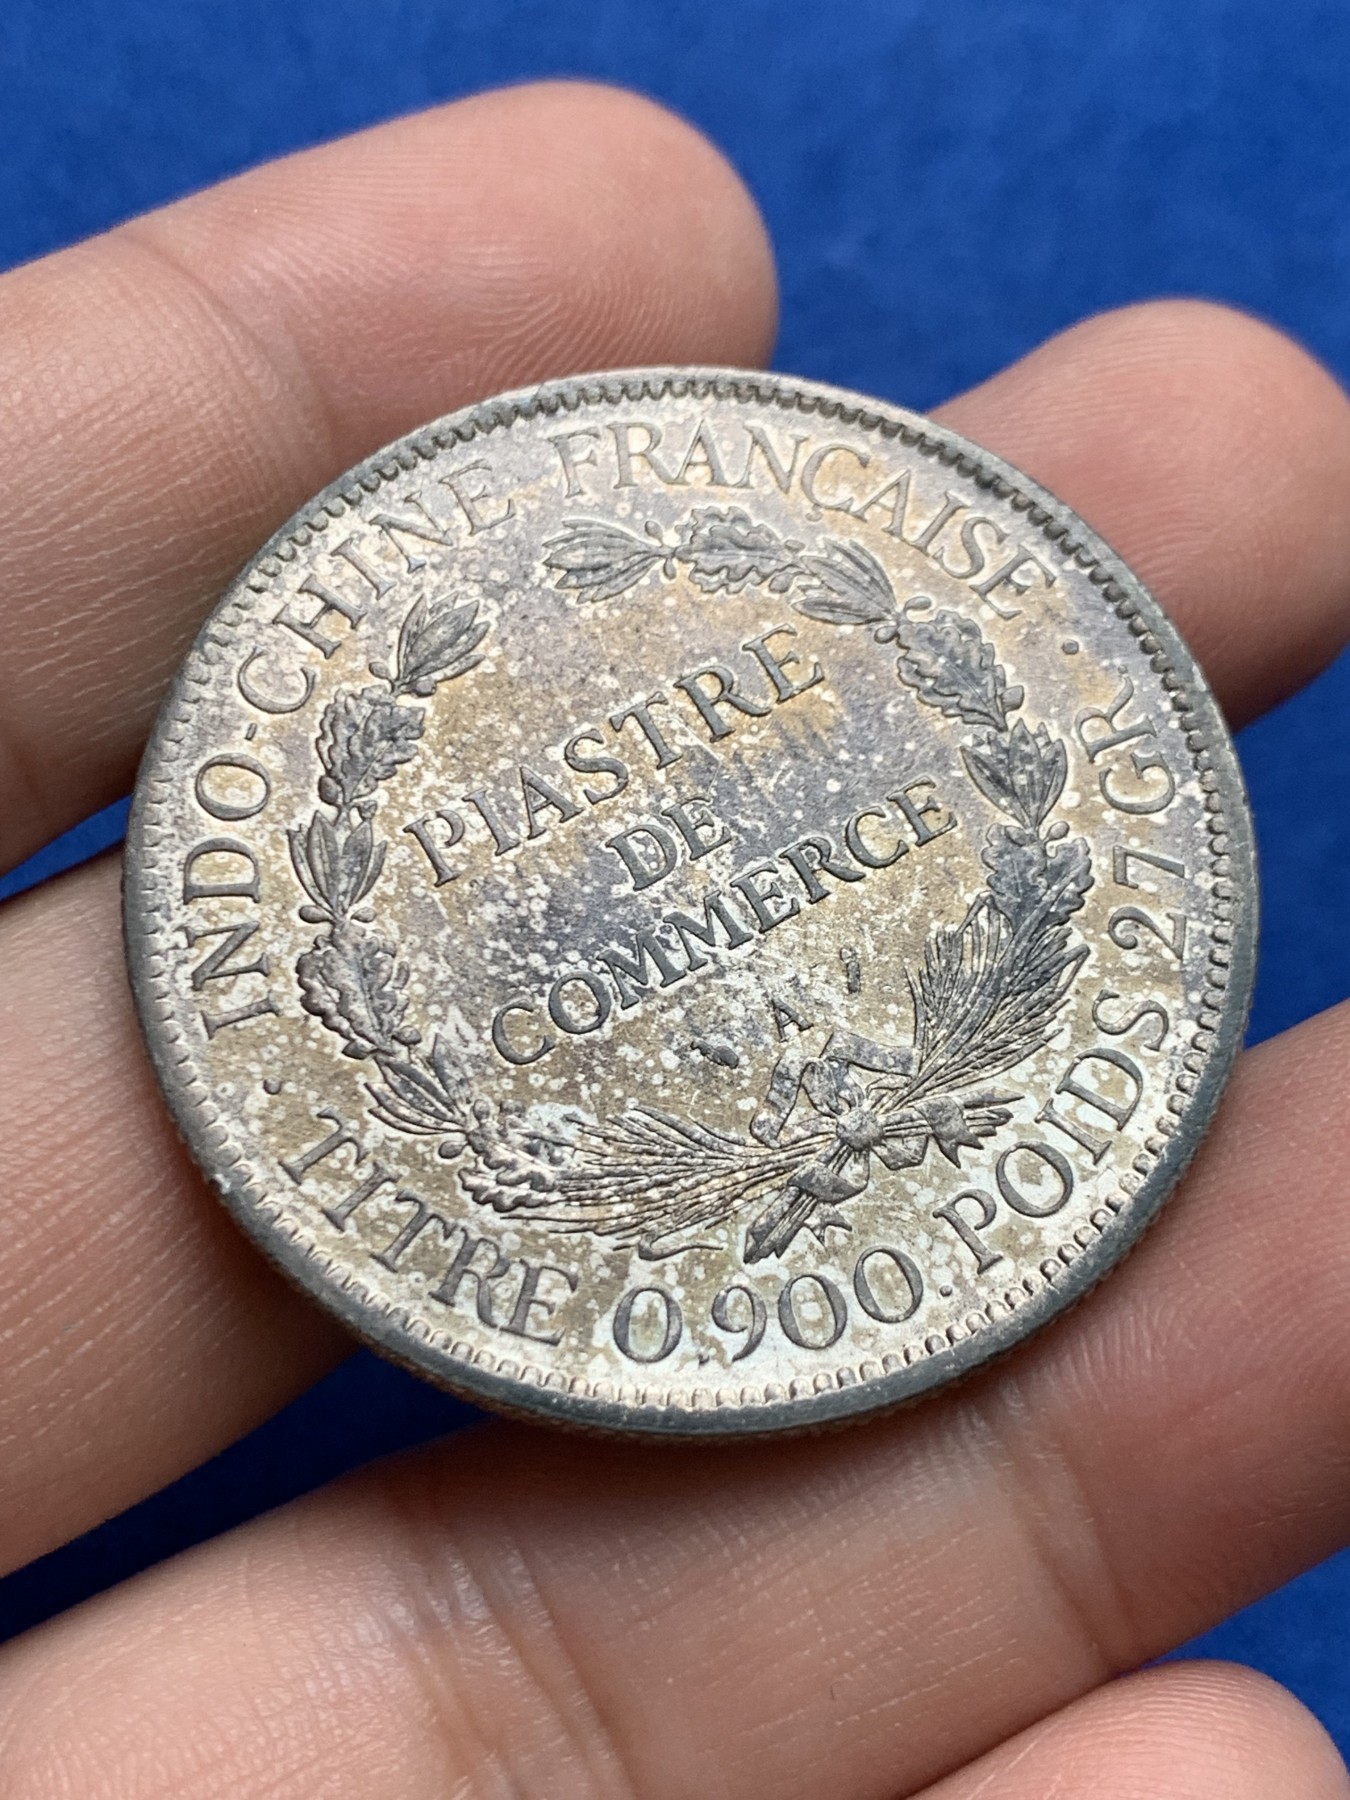 INDO-CHINE FRANÇAISE .
PIASTRE
DE
COMMERCE
A
. TITRE 0,900. POIDS 27 GR.